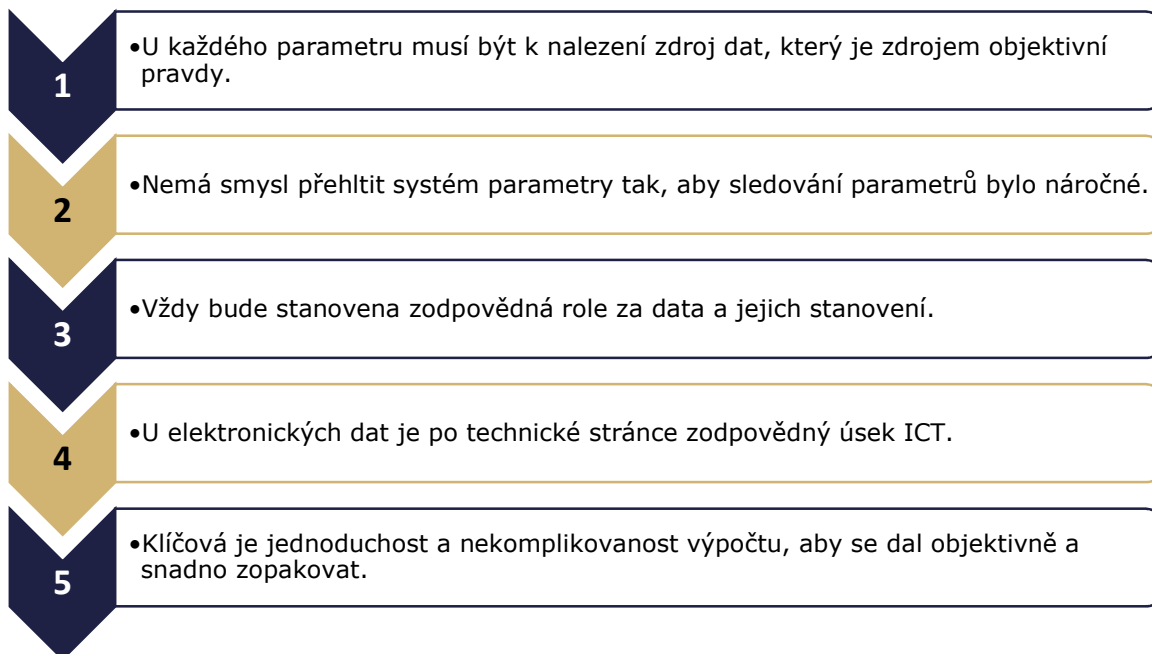 1
•U každého parametru musí být k nalezení zdroj dat, který je zdrojem objektivní
pravdy.
2
•Nemá smysl přehltit systém parametry tak, aby sledování parametrů bylo náročné.
3
•Vždy bude stanovena zodpovědná role za data a jejich stanovení.
4
•U elektronických dat je po technické stránce zodpovědný úsek ICT.
5
•Klíčová je jednoduchost a nekomplikovanost výpočtu, aby se dal objektivně a
snadno zopakovat.